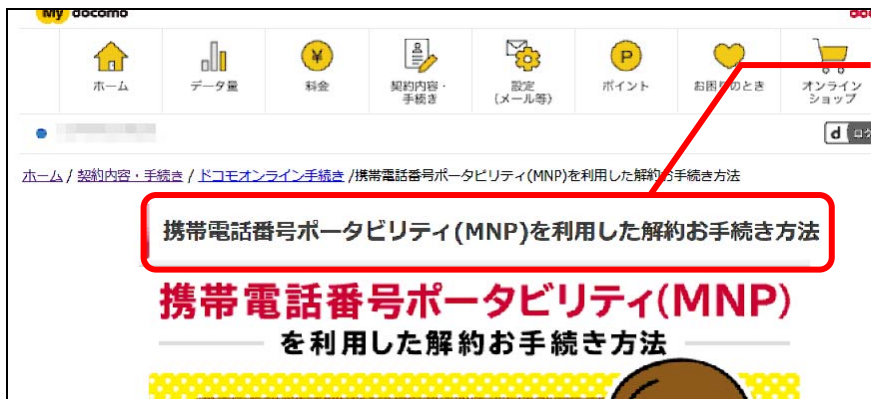 My docomo
ホーム
データ量
料金
契約内容・
手続き
設定
(メール等)
ポイント
お困りのとき
オンライン
ショップ
ホーム / 契約内容・手続き / ドコモオンライン手続き /携帯電話番号ポータビリティ(MNP)を利用した解約お手続き方法
携帯電話番号ポータビリティ(MNP)を利用した解約お手続き方法
携帯電話番号ポータビリティ(MNP)
を利用した解約お手続き方法